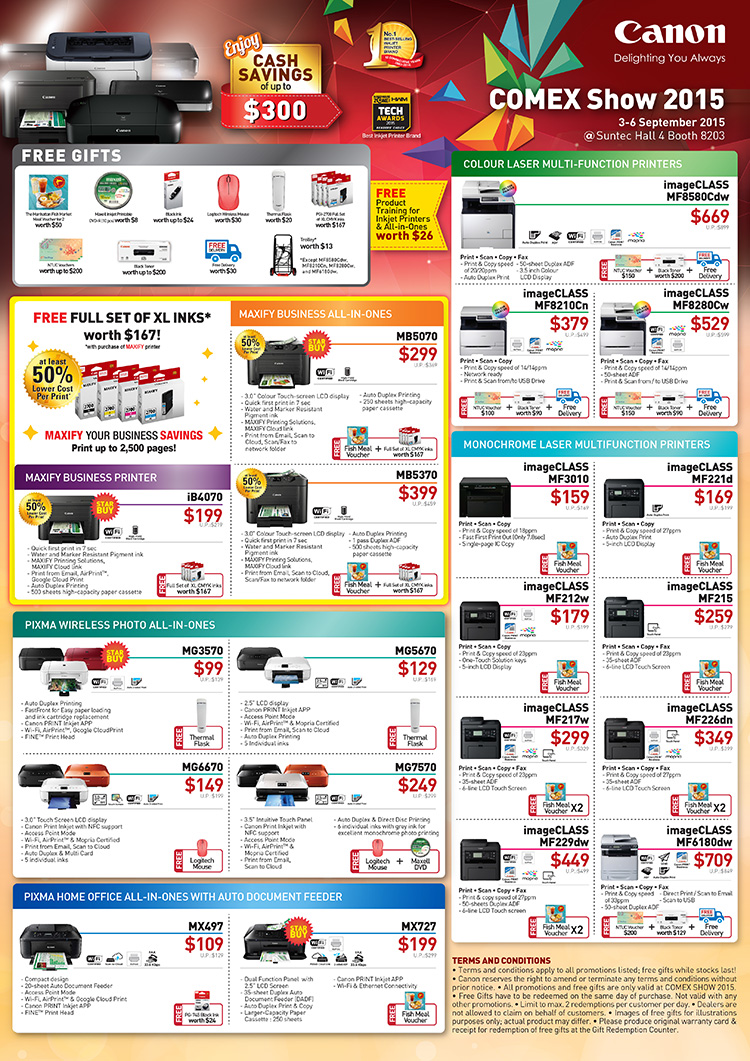 Canon
Delighting You Always
COMEX Show 2015
3-6 September 2015
@ Suntec Hall 4 Booth 8203
Enjoy
CASH
SAVINGS
of up to
$300
No.1
TECH
AWARDS
Best Inkjet Printer Brand
FREE GIFTS
The Manhattan Fish Market
Meal Voucher
worth $50
worth $8
Black Ink
worth up to $24
Logitech Wireless Mouse
worth $30
Thermal Flask
worth $20
worth $167
NTUC Vouchers
worth up to $200
Black Toner
worth up to $200
FREE
DELIVERY
Free Delivery
worth $30
Trolley*
worth $13
*Except MF8580Cdw,
MF8210Cn, MF8280Cw,
and MF6180dw.
FREE
Product
Training for
Inkjet Printers
& All-in-Ones
worth $26
FREE FULL SET OF XL INKS*
worth $167!
*with purchase of MAXIFY printer
at least
50%
Lower Cost
Per Print*
MAXIFY YOUR BUSINESS SAVINGS
Print up to 2,500 pages!
MAXIFY BUSINESS ALL-IN-ONES
at least
50%
Lower Cost
Per Print*
STAR
BUY
MB5070
$299
U.P. $369
- 3.0" Colour Touch-screen LCD display
- Quick first print in 7 sec
- Water and Marker Resistant
Pigment ink
- MAXIFY Printing Solutions,
MAXIFY Cloud link
- Print from Email, Scan to
Cloud, Scan/Fax to
network folder
- Auto Duplex Printing
- 250 sheets high-capacity
paper cassette
FREE
Fish Meal
Voucher
+
Full Set of XL CMYK Inks
worth $167
MAXIFY BUSINESS PRINTER
at least
50%
Lower Cost
Per Print*
STAR
BUY
iB4070
$199
U.P. $219
- Quick first print in 7 sec
- Water and Marker Resistant
Pigment ink
- MAXIFY Printing Solutions,
MAXIFY Cloud link
- Print from Email, AirPrint™,
Google Cloud Print
- Auto Duplex Printing
- 500 sheets high-capacity paper cassettes
FREE
Full Set of XL CMYK Inks
worth $167
at least
50%
Lower Cost
Per Print*
MB5370
$399
U.P. $459
- 3.0" Colour Touch-screen LCD display
- Quick first print in 7 sec
- Water and Marker Resistant
Pigment ink
- MAXIFY Printing Solutions,
MAXIFY Cloud link
- Print from Email, Scan to Cloud,
Scan/Fax to network folder
- Auto Duplex Printing
- 1 pass Duplex ADF
- 500 sheets high-capacity
paper cassette
FREE
Fish Meal
Voucher
+
Full Set of XL CMYK Inks
worth $167
PIXMA WIRELESS PHOTO ALL-IN-ONES
STAR
BUY
MG3570
$99
U.P. $129
- Auto Duplex Printing
- FastFront for Easy paper loading
and ink cartridge replacement
- Canon PRINT Inkjet APP
- Wi-Fi, AirPrint™, Google CloudPrint
- FINE™ Print Head
FREE
Thermal
Flask
MG5670
$129
U.P. $169
- 2.5" LCD display
- Canon PRINT Inkjet APP
- Access Point Mode
- Wi-Fi, AirPrint™ & Mopria Certified
- Print from Email, Scan to Cloud
- Auto Duplex Printing
- 5 Individual inks
FREE
Thermal
Flask
MG6670
$149
U.P. $199
- 3.0" Touch Screen LCD display
- Canon Print Inkjet with NFC support
- Access Point Mode
- Wi-Fi, AirPrint™ & Mopria Certified
- Print from Email, Scan to Cloud
- Auto Duplex & Multi Card
- 5 individual inks
FREE
Logitech
Mouse
MG7570
$249
U.P. $299
- 3.5" Intuitive Touch Panel
- Canon Print Inkjet with
NFC support
- Access Point Mode
- Wi-Fi, AirPrint™ & Mopria
Certified
- Print from Email,
Scan to Cloud
- Auto Duplex & Direct Disc Printing
- 6 individual inks with grey ink for
excellent monochrome photo printing
FREE
Logitech
Mouse
+
Maxell
DVD
PIXMA HOME OFFICE ALL-IN-ONES WITH AUTO DOCUMENT FEEDER
MX497
$109
U.P. $129
- Compact design
- 20-sheet Auto Document Feeder
- Access Point Mode
- Wi-Fi, AirPrint™ & Google Cloud Print
- Canon PRINT Inkjet APP
- FINE™ Print Head
FREE
PG-745 Black Ink
worth $24
STAR
BUY
MX727
$199
U.P. $299
- Dual Function Panel with
2.5" LCD Screen
- 35-sheet Duplex Auto
Document Feeder (DADF)
- Auto Duplex Print & Copy
- Larger-Capacity Paper
Cassette : 250 sheets
- Canon PRINT Inkjet APP
- Wi-Fi & Ethernet Connectivity
FREE
Fish Meal
Voucher
COLOUR LASER MULTI-FUNCTION PRINTERS
imageCLASS
MF8580Cdw
$669
U.P. $899
Print • Scan • Copy • Fax
- Print & Copy speed
of 20/20ppm
- Auto Duplex Print
- 50-sheet Duplex ADF
- 3.5 inch Colour
LCD Display
FREE
NTUC Voucher
$150
+
Black Toner
worth $200
+
Free
Delivery
imageCLASS
MF8210Cn
$379
U.P. $499
Print • Scan • Copy
- Print & Copy speed of 14/14ppm
- Network ready
- Print & Scan from/to USB Drive
FREE
NTUC Voucher
$100
+
Black Toner
worth $90
+
Free
Delivery
imageCLASS
MF8280Cw
$529
U.P. $599
Print • Scan • Copy • Fax
- Print & Copy speed of 14/14ppm
- 50-sheet ADF
- Print & Scan from/to USB Drive
FREE
NTUC Voucher
$150
+
Black Toner
worth $90
+
Free
Delivery
MONOCHROME LASER MULTIFUNCTION PRINTERS
imageCLASS
MF3010
$159
U.P. $169
Print • Scan • Copy
- Print & Copy speed of 18ppm
- Fast First Print Out (Only 7.8sec)
- Single-page IC Copy
FREE
Fish Meal
Voucher
imageCLASS
MF221d
$169
U.P. $199
Print • Scan • Copy
- Print & Copy speed of 27ppm
- Auto Duplex Print
- 5-inch LCD Display
FREE
Fish Meal
Voucher
imageCLASS
MF212w
$179
U.P. $199
Print • Scan • Copy
- Print & Copy speed of 23ppm
- One-Touch Solution keys
- 5-inch LCD Display
FREE
Fish Meal
Voucher
imageCLASS
MF215
$259
U.P. $279
Print • Scan • Copy • Fax
- Print & Copy speed of 23ppm
- 35-sheet ADF
- 6-line LCD Touch Screen
FREE
Fish Meal
Voucher
imageCLASS
MF217w
$299
U.P. $329
Print • Scan • Copy • Fax
- Print & Copy speed of 23ppm
- 35-sheet ADF
- 6-line LCD Touch Screen
FREE
Fish Meal
Voucher X2
imageCLASS
MF226dn
$349
U.P. $399
Print • Scan • Copy • Fax
- Print & Copy speed of 27ppm
- 35-sheet ADF
- 6-line LCD Touch Screen
FREE
Fish Meal
Voucher X2
imageCLASS
MF229dw
$449
U.P. $499
Print • Scan • Copy • Fax
- Print & Copy speed of 27ppm
- 50-sheets Duplex ADF
- 6-line LCD Touch screen
FREE
Fish Meal
Voucher X2
imageCLASS
MF6180dw
$709
Print • Scan • Copy • Fax
- Print & Copy speed
of 33ppm
- 50-sheet Duplex ADF
- Direct Print / Scan to Email
- Scan to USB
FREE
NTUC Voucher
$200
+
Black Toner
worth $129
+
Free
Delivery
TERMS AND CONDITIONS
• Terms and conditions apply to all promotions listed; free gifts while stocks last!
• Canon reserves the right to amend or terminate any terms and conditions without
prior notice. • All promotions and free gifts are only valid at COMEX SHOW 2015.
• Free Gifts have to be redeemed on the same day of purchase. Not valid with any
other promotions. • Limit to max. 2 redemptions per customer per day. • Dealers are
not allowed to claim on behalf of customers. • Images of free gifts for illustrations
purposes only; actual product may differ. • Please produce original warranty card &
receipt for redemption of free gifts at the Gift Redemption Counter.